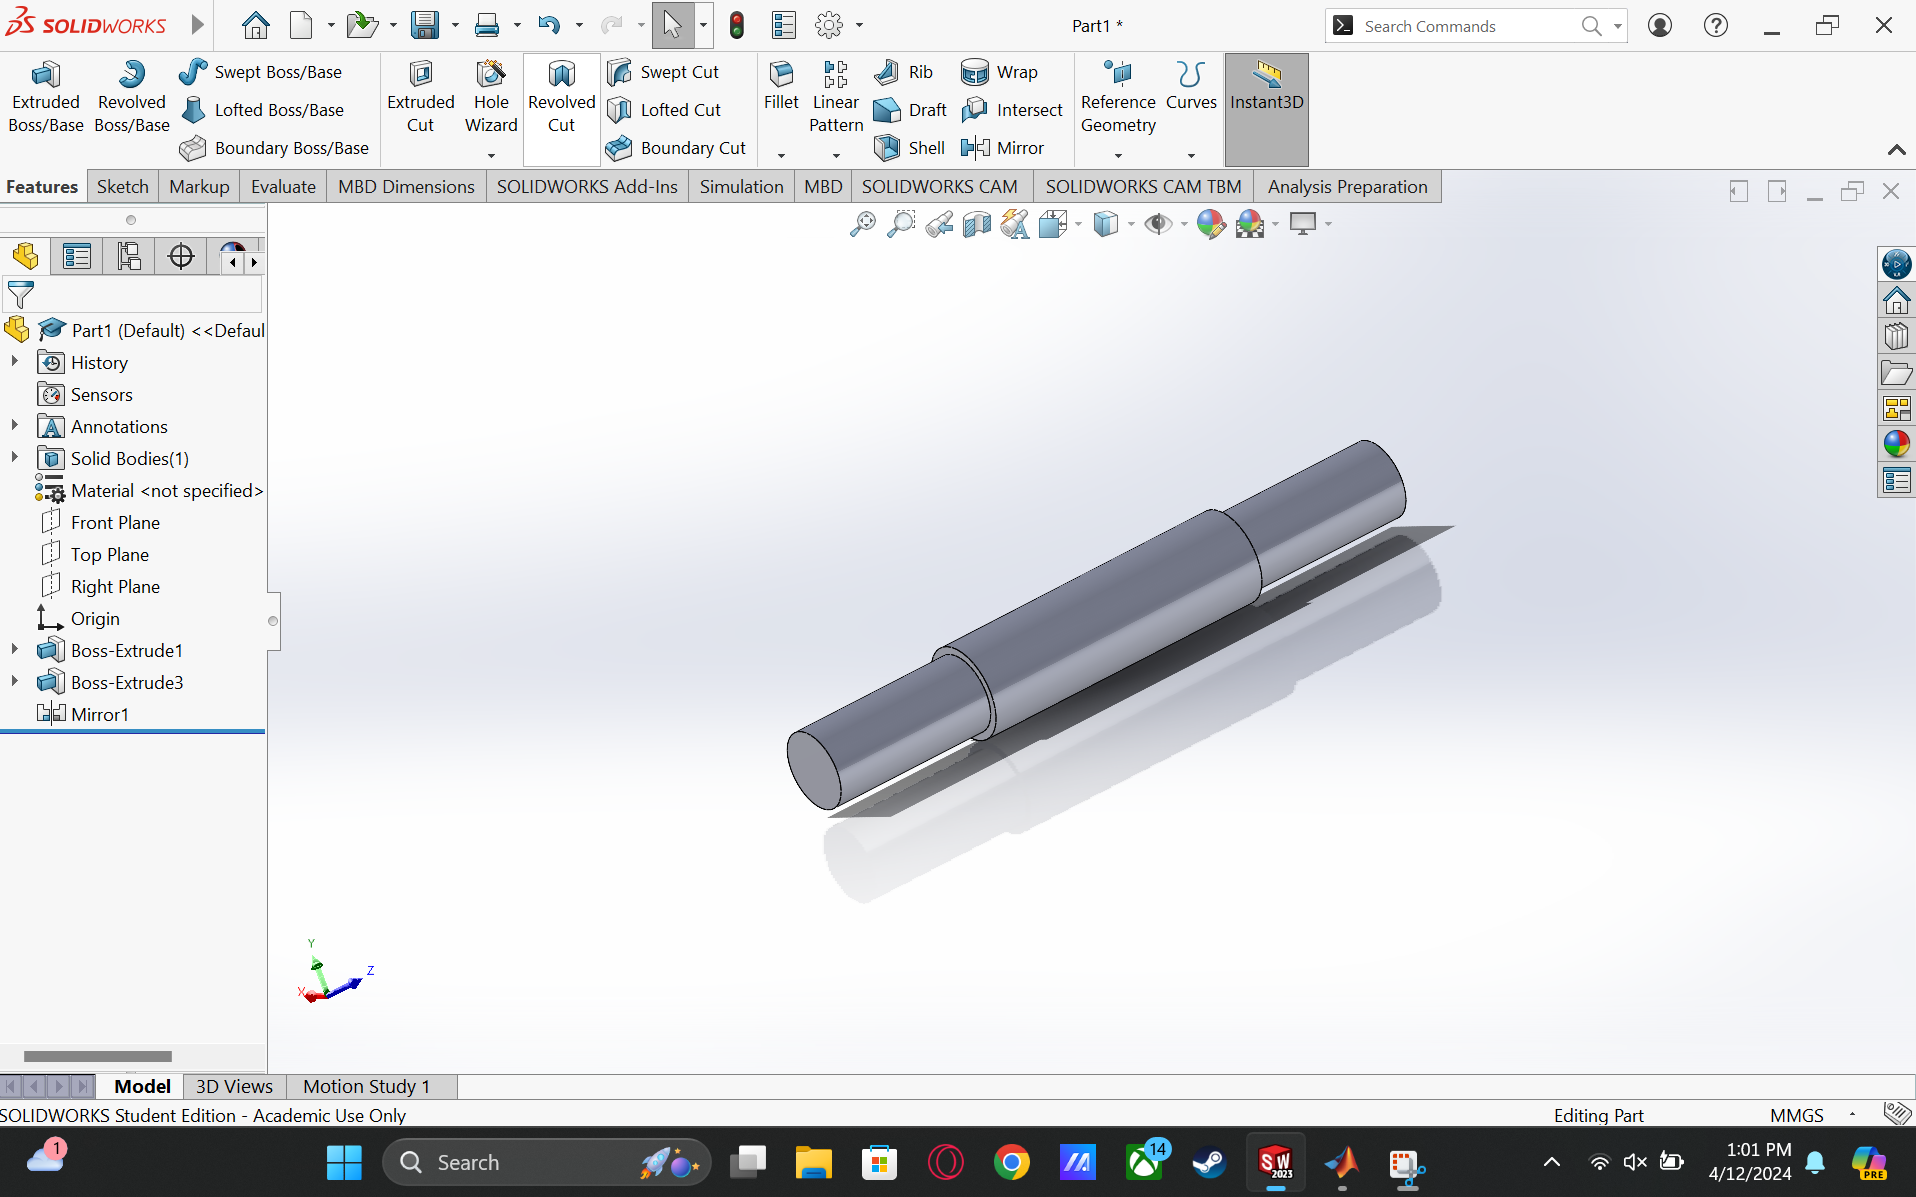 SOLIDWORKS
Part1 *
Search Commands
Extruded Boss/Base
Revolved Boss/Base
Swept Boss/Base
Lofted Boss/Base
Boundary Boss/Base
Extruded Cut
Hole Wizard
Revolved Cut
Swept Cut
Lofted Cut
Boundary Cut
Fillet
Linear Pattern
Rib
Draft
Shell
Wrap
Intersect
Mirror
Reference Geometry
Curves
Instant3D
Features
Sketch
Markup
Evaluate
MBD Dimensions
SOLIDWORKS Add-Ins
Simulation
MBD
SOLIDWORKS CAM
SOLIDWORKS CAM TBM
Analysis Preparation
Part1 (Default) <<Defaul
History
Sensors
Annotations
Solid Bodies(1)
Material <not specified>
Front Plane
Top Plane
Right Plane
Origin
Boss-Extrude1
Boss-Extrude3
Mirror1
Y
Z
X
Model
3D Views
Motion Study 1
SOLIDWORKS Student Edition - Academic Use Only
Editing Part
MMGS
1
Search
14
SW
2023
1:01 PM
4/12/2024
PRE